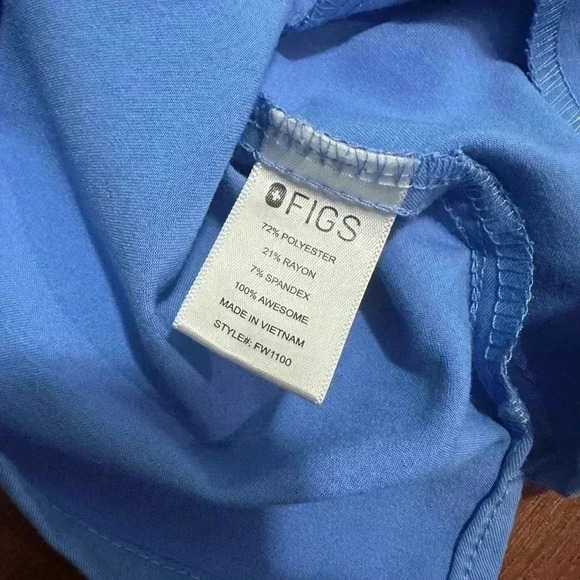 FIGS
72% POLYESTER
21% RAYON
7% SPANDEX
100% AWESOME
MADE IN VIETNAM
STYLE#: FW1100